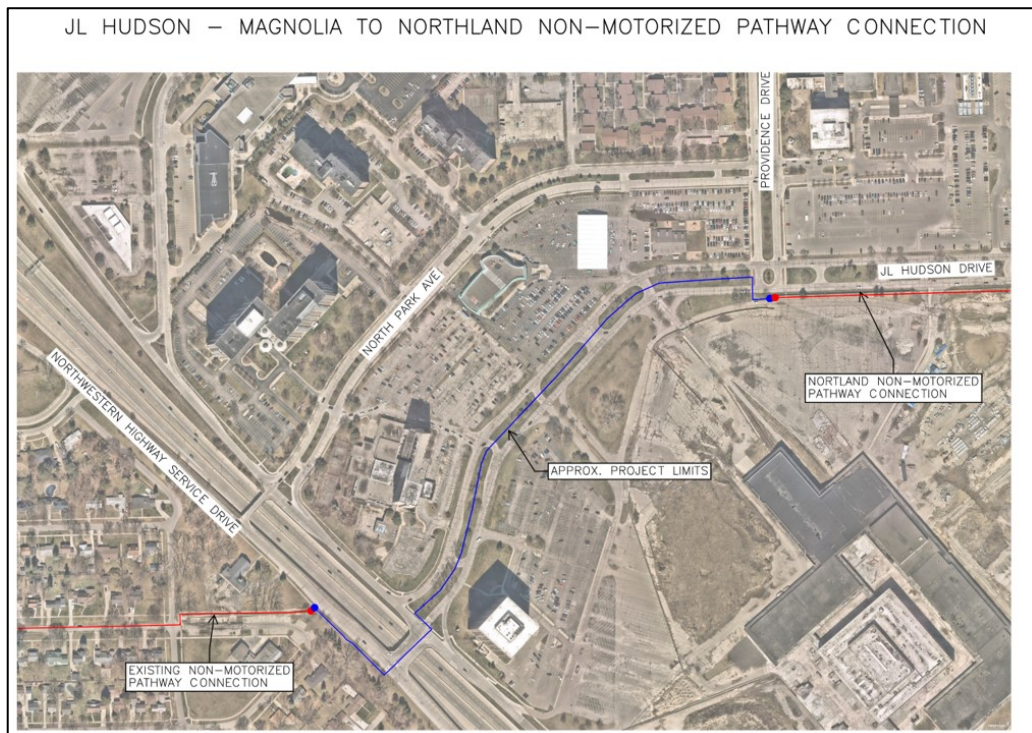 JL HUDSON – MAGNOLIA TO NORTHLAND NON-MOTORIZED PATHWAY CONNECTION
PROVIDENCE DRIVE
JL HUDSON DRIVE
NORTH PARK AVE
NORTLAND NON-MOTORIZED
PATHWAY CONNECTION
NORTHWESTERN HIGHWAY SERVICE DRIVE
APPROX. PROJECT LIMITS
EXISTING NON-MOTORIZED
PATHWAY CONNECTION